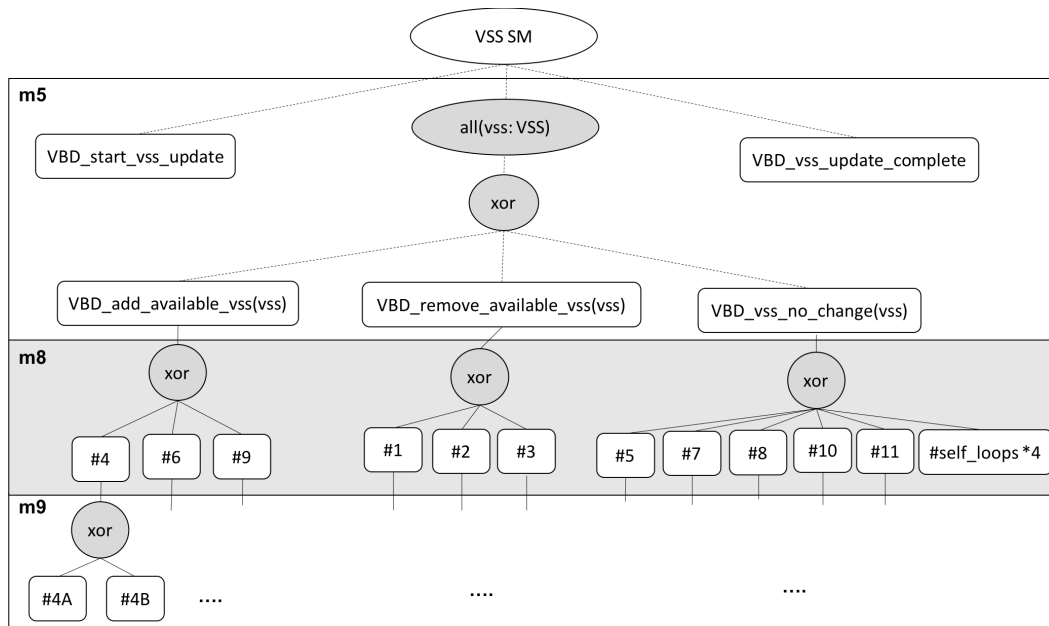 VSS SM
m5
all(vss: VSS)
VBD_start_vss_update
VBD_vss_update_complete
xor
VBD_add_available_vss(vss)
VBD_remove_available_vss(vss)
VBD_vss_no_change(vss)
m8
xor
xor
xor
#4
#6
#9
#1
#2
#3
#5
#7
#8
#10
#11
#self_loops *4
m9
xor
#4A
#4B
....
....
....